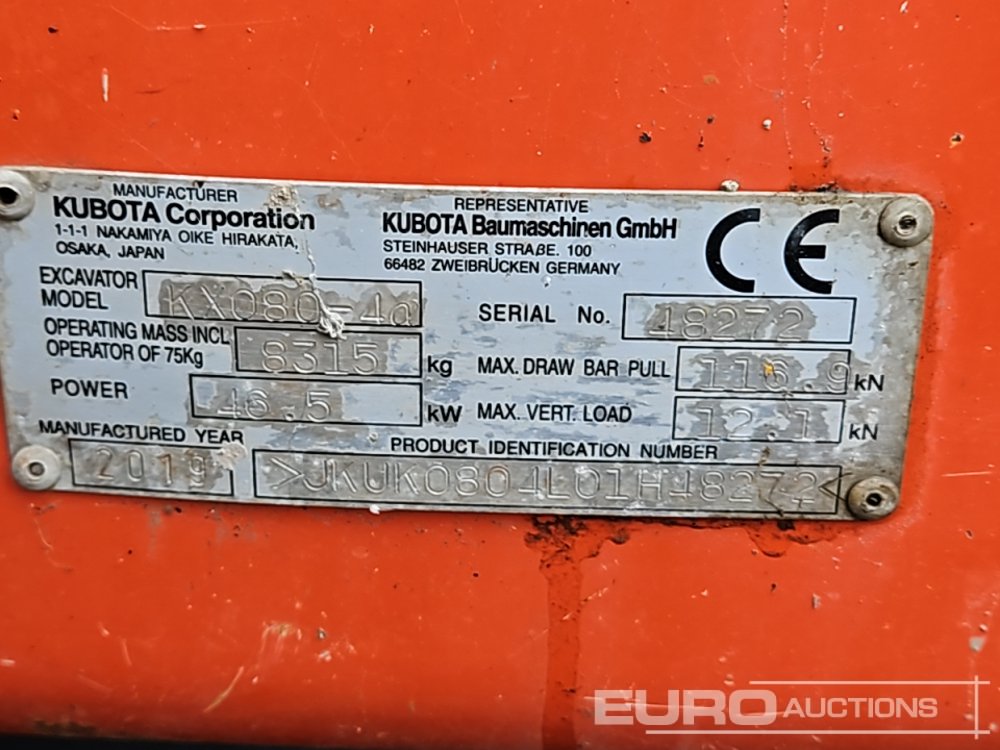 MANUFACTURER
KUBOTA Corporation
1-1-1 NAKAMIYA OIKE HIRAKATA,
OSAKA, JAPAN
REPRESENTATIVE
KUBOTA Baumaschinen GmbH
STEINHAUSER STRAßE. 100
66482 ZWEIBRÜCKEN GERMANY
CE
EXCAVATOR MODEL KX080-4α
SERIAL No. 48272
OPERATING MASS INCL OPERATOR OF 75Kg 8315 kg
MAX. DRAW BAR PULL 116.9 kN
POWER 46.5 kW
MAX. VERT. LOAD 12.1 kN
MANUFACTURED YEAR
2019
PRODUCT IDENTIFICATION NUMBER
>JKUK0804L01H48272<
EURO AUCTIONS